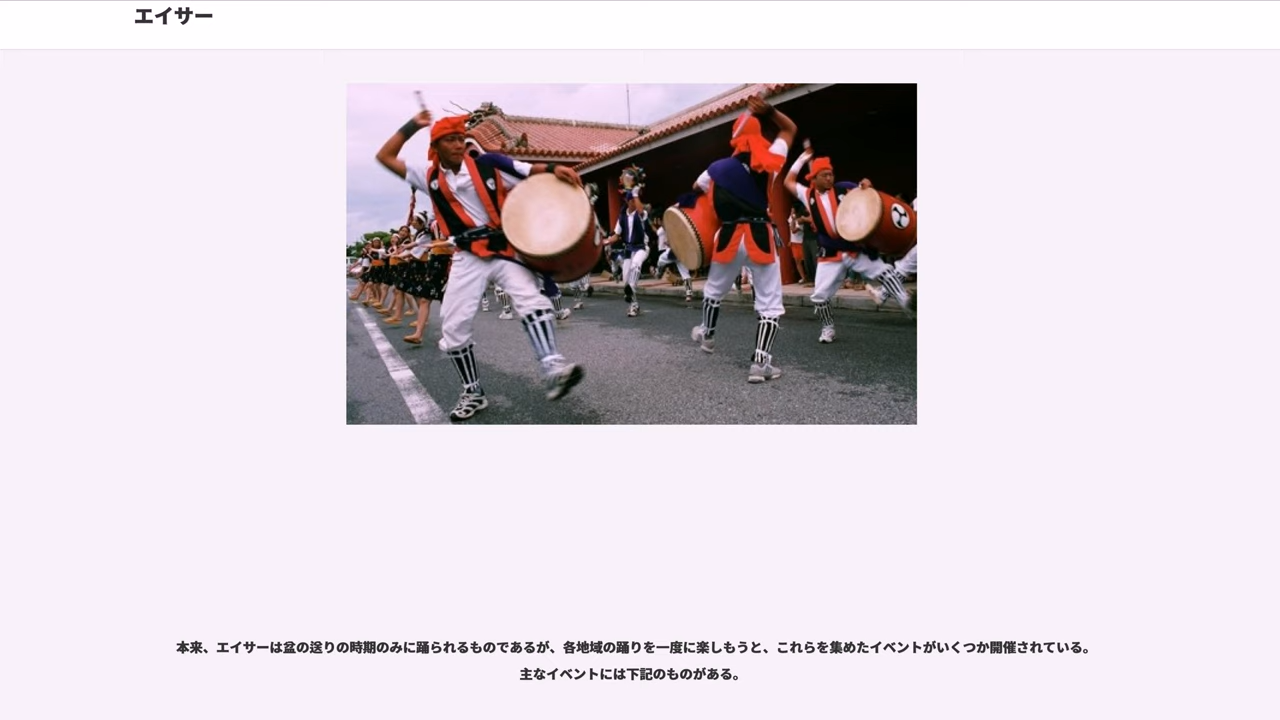 エイサー
本来、エイサーは盆の送りの時期のみに踊られるものであるが、各地域の踊りを一度に楽しもうと、これらを集めたイベントがいくつか開催されている。
主なイベントには下記のものがある。